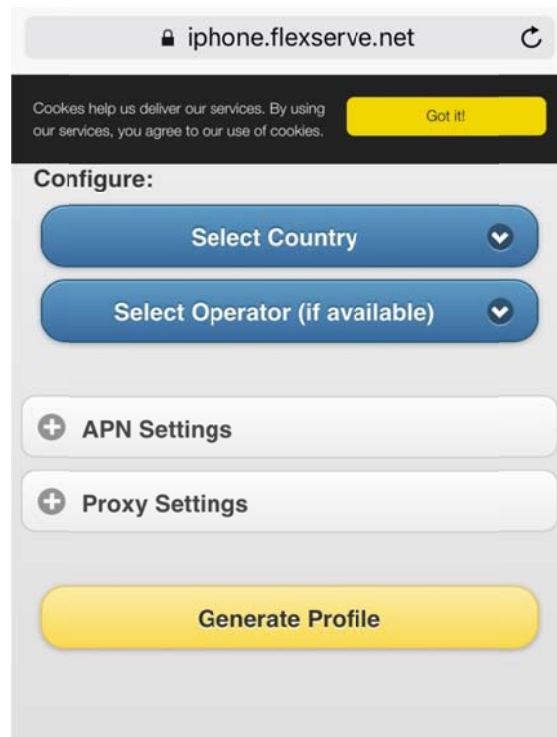 iphone.flexserve.net
Cookes help us deliver our services. By using
our services, you agree to our use of cookies.
Got it!
Configure:
Select Country
Select Operator (if available)
APN Settings
Proxy Settings
Generate Profile